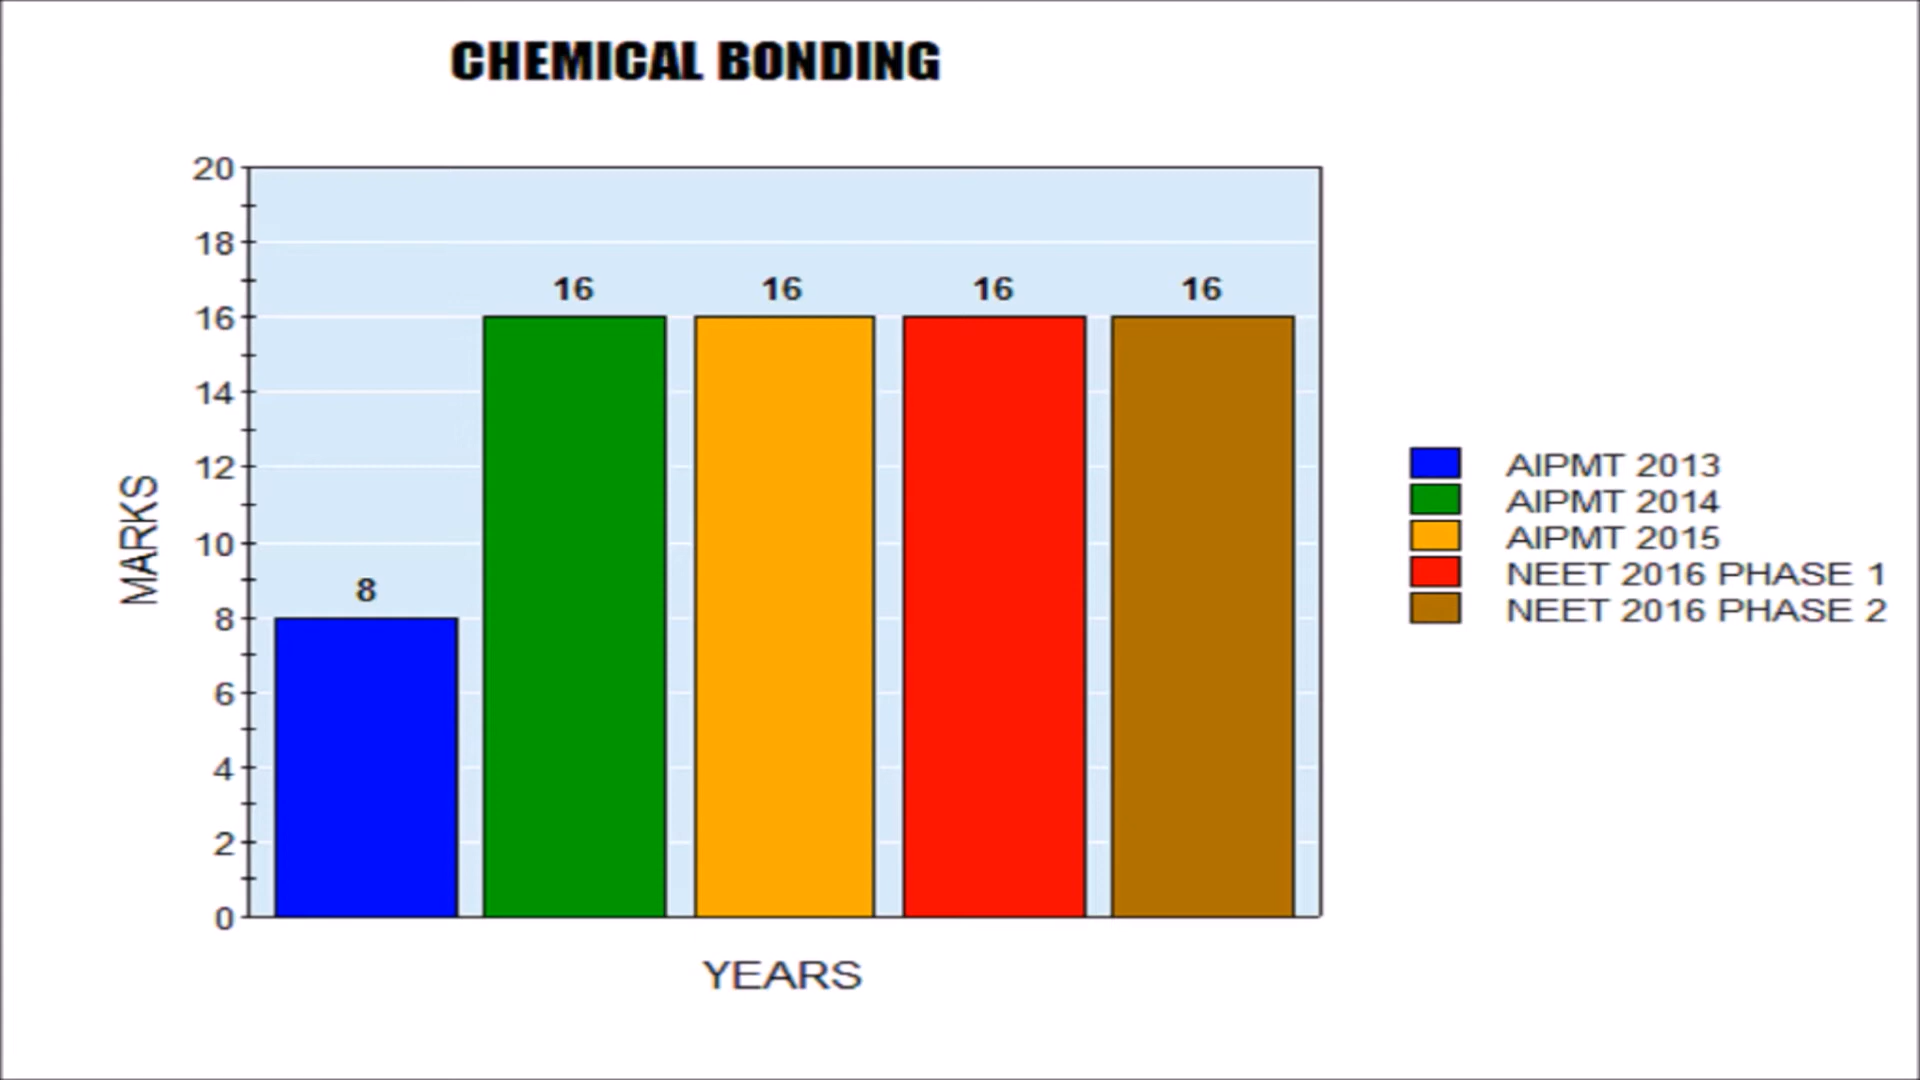 CHEMICAL BONDING
20
18
16
14
12
10
8
6
4
2
0
MARKS
8
16
16
16
16
YEARS
AIPMT 2013
AIPMT 2014
AIPMT 2015
NEET 2016 PHASE 1
NEET 2016 PHASE 2